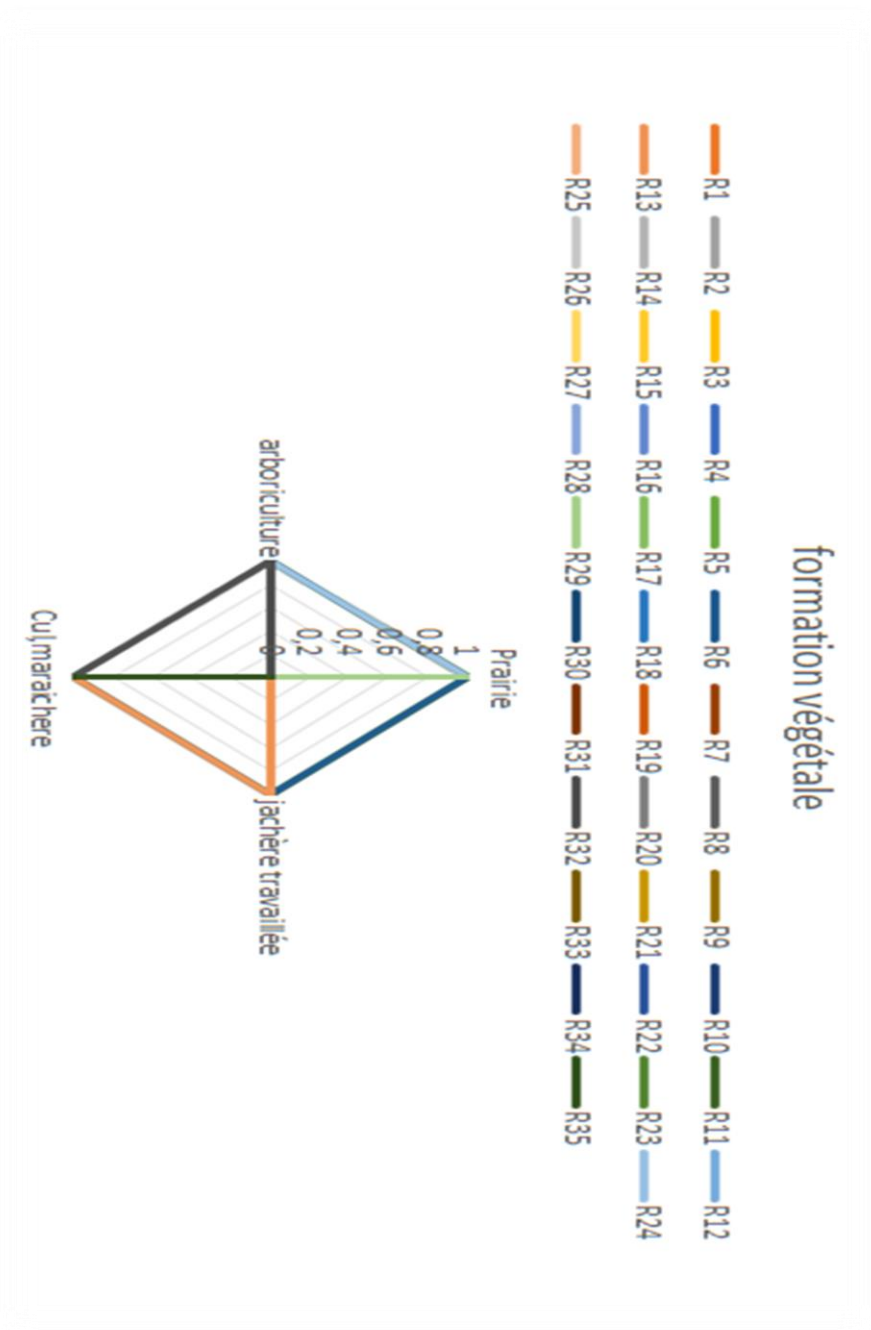 formation végétale
R1 R2 R3 R4 R5 R6 R7 R8 R9 R10 R11 R12
R13 R14 R15 R16 R17 R18 R19 R20 R21 R22 R23 R24
R25 R26 R27 R28 R29 R30 R31 R32 R33 R34 R35
Prairie
1
0,8
0,6
0,4
0,2
0
arboriculture
jachère travaillée
Cul,maraichere